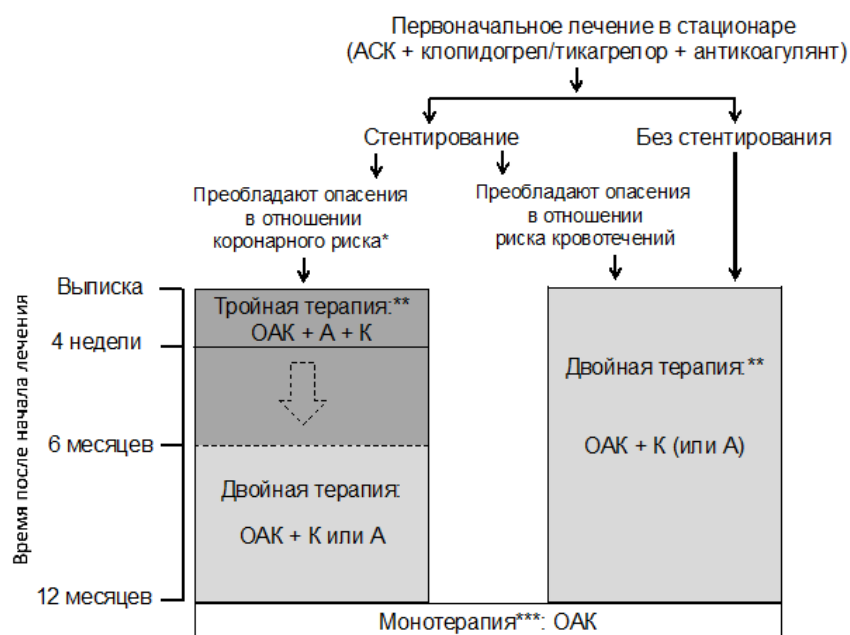 Первоначальное лечение в стационаре
(АСК + клопидогрел/тикагрелор + антикоагулянт)
Стентирование
Без стентирования
Преобладают опасения
в отношении
коронарного риска*
Преобладают опасения
в отношении
риска кровотечений
Время после начала лечения
Выписка
4 недели
6 месяцев
12 месяцев
Тройная терапия:**
ОАК + А + К
Двойная терапия:
ОАК + К или А
Двойная терапия:**
ОАК + К (или А)
Монотерапия***: ОАК